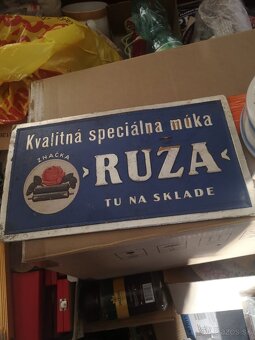 Kvalitná speciálna múka
ZNAČKA
›RUŽA‹
TU NA SKLADE